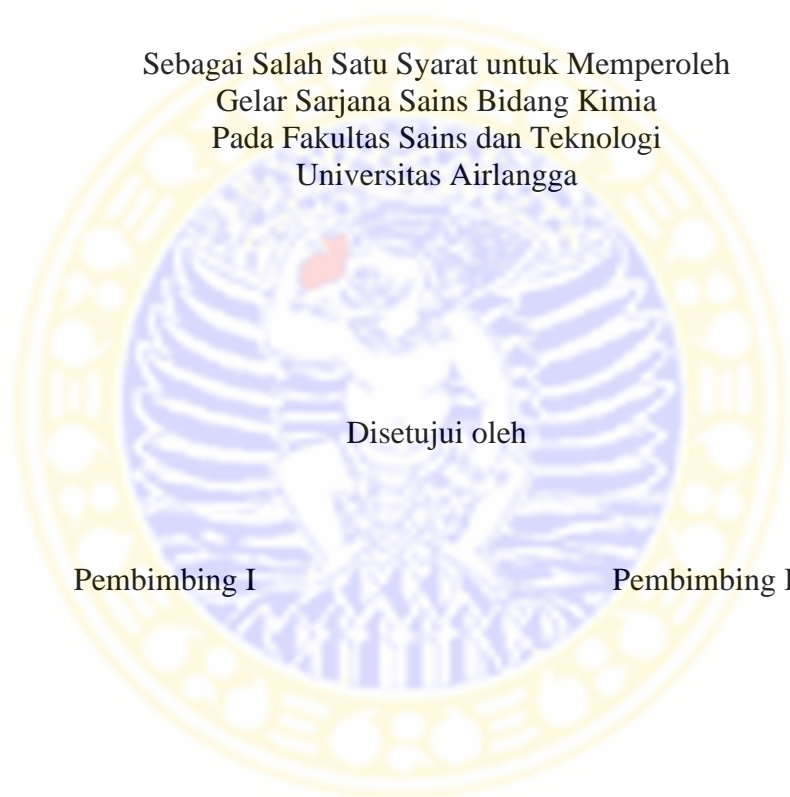 Sebagai Salah Satu Syarat untuk Memperoleh
Gelar Sarjana Sains Bidang Kimia
Pada Fakultas Sains dan Teknologi
Universitas Airlangga
Disetujui oleh
Pembimbing I Pembimbing